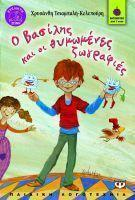 Χρυσάνθη Τσιαμπαλή-Κελεπούρη
Ο Βασίλης
και οι θυμωμένες
ζωγραφιές
ΠΑΙΔΙΚΗ ΛΟΓΟΤΕΧΝΙΑ